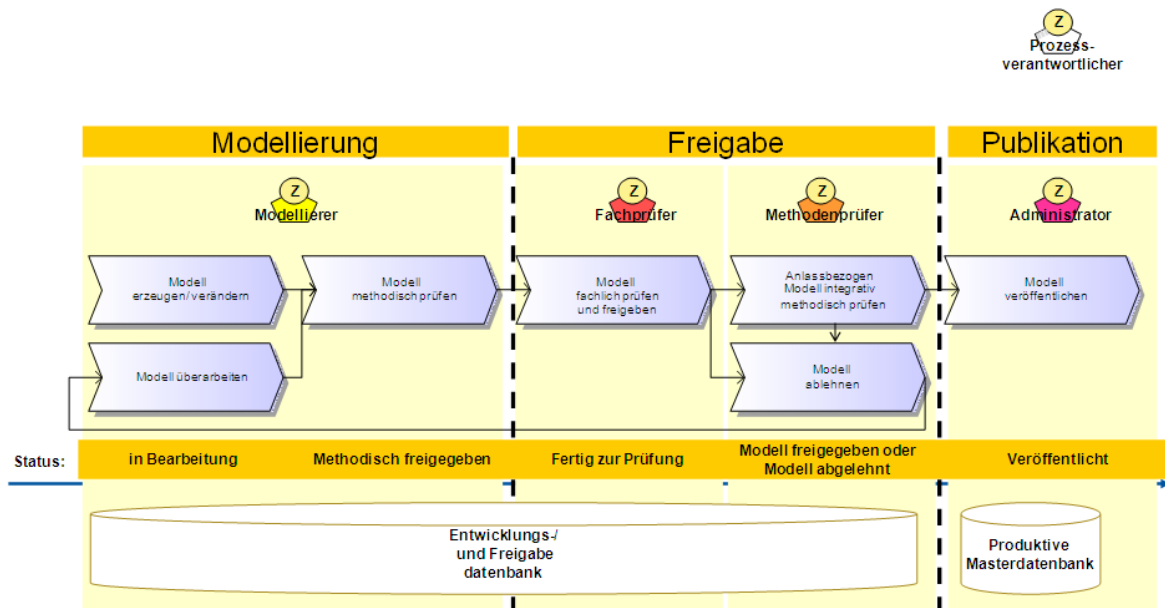 Z
Prozess-
verantwortlicher
Modellierung
Freigabe
Publikation
Z
Modellierer
Z
Fachprüfer
Z
Methodenprüfer
Z
Administrator
Modell
erzeugen/verändern
Modell
methodisch prüfen
Modell
fachlich prüfen
und freigeben
Anlassbezogen
Modell integrativ
methodisch prüfen
Modell
veröffentlichen
Modell überarbeiten
Modell
ablehnen
Status:
in Bearbeitung
Methodisch freigegeben
Fertig zur Prüfung
Modell freigegeben oder
Modell abgelehnt
Veröffentlicht
Entwicklungs-/
und Freigabe
datenbank
Produktive
Masterdatenbank